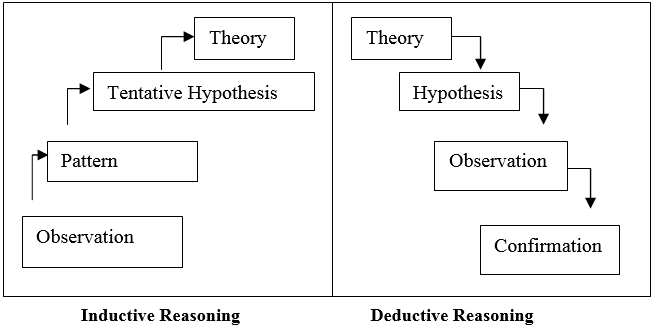 Theory
Tentative Hypothesis
Pattern
Observation
Inductive Reasoning
Theory
Hypothesis
Observation
Confirmation
Deductive Reasoning